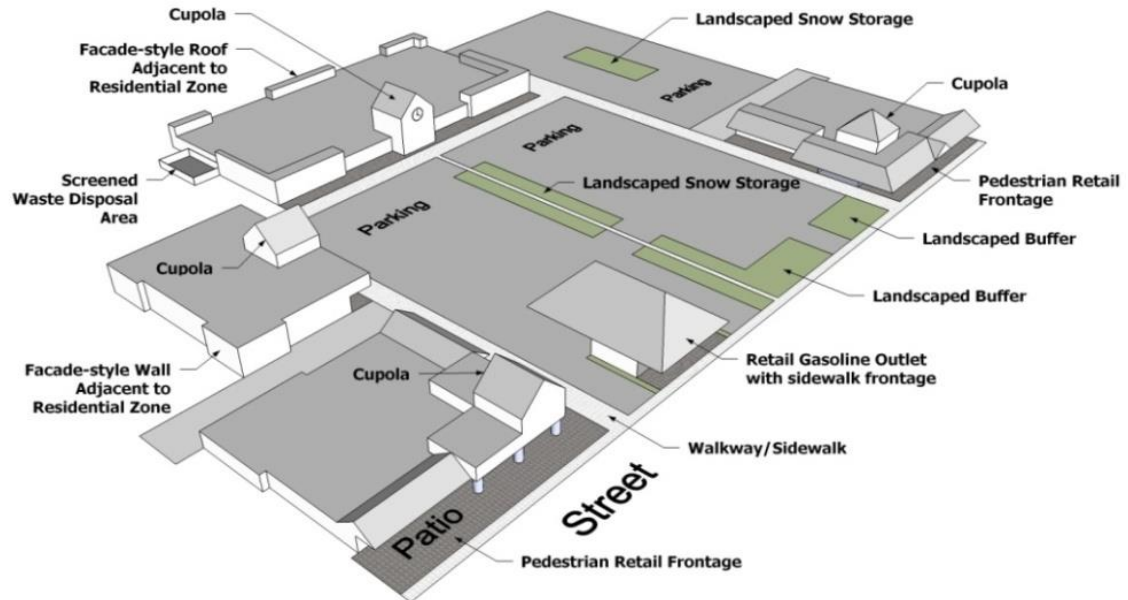 Cupola
Landscaped Snow Storage
Facade-style Roof
Adjacent to
Residential Zone
Cupola
Parking
Parking
Screened
Waste Disposal
Area
Landscaped Snow Storage
Pedestrian Retail
Frontage
Parking
Landscaped Buffer
Cupola
Landscaped Buffer
Facade-style Wall
Adjacent to
Residential Zone
Cupola
Retail Gasoline Outlet
with sidewalk frontage
Walkway/Sidewalk
Street
Patio
Pedestrian Retail Frontage